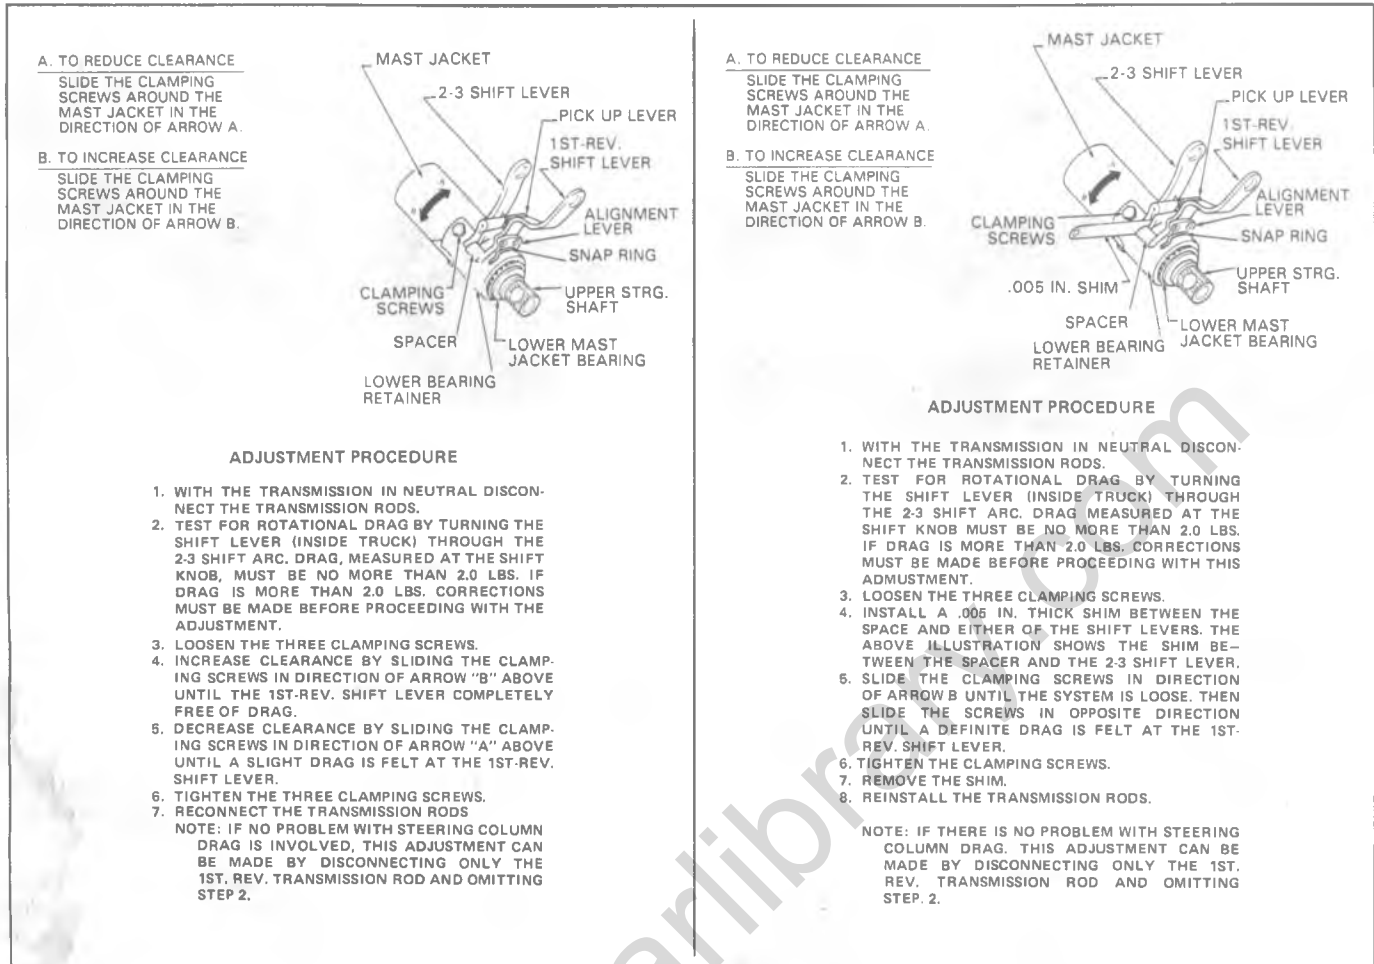 A. TO REDUCE CLEARANCE
SLIDE THE CLAMPING
SCREWS AROUND THE
MAST JACKET IN THE
DIRECTION OF ARROW A.
B. TO INCREASE CLEARANCE
SLIDE THE CLAMPING
SCREWS AROUND THE
MAST JACKET IN THE
DIRECTION OF ARROW B.
MAST JACKET
2-3 SHIFT LEVER
PICK UP LEVER
1ST-REV.
SHIFT LEVER
ALIGNMENT
LEVER
SNAP RING
CLAMPING
SCREWS
UPPER STRG.
SHAFT
SPACER
LOWER MAST
JACKET BEARING
LOWER BEARING
RETAINER
ADJUSTMENT PROCEDURE
1. WITH THE TRANSMISSION IN NEUTRAL DISCON-
NECT THE TRANSMISSION RODS.
2. TEST FOR ROTATIONAL DRAG BY TURNING THE
SHIFT LEVER (INSIDE TRUCK) THROUGH THE
2-3 SHIFT ARC. DRAG, MEASURED AT THE SHIFT
KNOB, MUST BE NO MORE THAN 2.0 LBS. IF
DRAG IS MORE THAN 2.0 LBS. CORRECTIONS
MUST BE MADE BEFORE PROCEEDING WITH THE
ADJUSTMENT.
3. LOOSEN THE THREE CLAMPING SCREWS.
4. INCREASE CLEARANCE BY SLIDING THE CLAMP-
ING SCREWS IN DIRECTION OF ARROW "B" ABOVE
UNTIL THE 1ST-REV. SHIFT LEVER COMPLETELY
FREE OF DRAG.
5. DECREASE CLEARANCE BY SLIDING THE CLAMP-
ING SCREWS IN DIRECTION OF ARROW "A" ABOVE
UNTIL A SLIGHT DRAG IS FELT AT THE 1ST-REV.
SHIFT LEVER.
6. TIGHTEN THE THREE CLAMPING SCREWS.
7. RECONNECT THE TRANSMISSION RODS
NOTE: IF NO PROBLEM WITH STEERING COLUMN
DRAG IS INVOLVED, THIS ADJUSTMENT CAN
BE MADE BY DISCONNECTING ONLY THE
1ST, REV. TRANSMISSION ROD AND OMITTING
STEP 2.
A. TO REDUCE CLEARANCE
SLIDE THE CLAMPING
SCREWS AROUND THE
MAST JACKET IN THE
DIRECTION OF ARROW A.
B. TO INCREASE CLEARANCE
SLIDE THE CLAMPING
SCREWS AROUND THE
MAST JACKET IN THE
DIRECTION OF ARROW B.
MAST JACKET
2-3 SHIFT LEVER
PICK UP LEVER
1ST-REV.
SHIFT LEVER
ALIGNMENT
LEVER
CLAMPING
SCREWS
SNAP RING
UPPER STRG.
SHAFT
.005 IN. SHIM
SPACER
LOWER MAST
JACKET BEARING
LOWER BEARING
RETAINER
ADJUSTMENT PROCEDURE
1. WITH THE TRANSMISSION IN NEUTRAL DISCON-
NECT THE TRANSMISSION RODS.
2. TEST FOR ROTATIONAL DRAG BY TURNING
THE SHIFT LEVER (INSIDE TRUCK) THROUGH
THE 2-3 SHIFT ARC. DRAG MEASURED AT THE
SHIFT KNOB MUST BE NO MORE THAN 2.0 LBS.
IF DRAG IS MORE THAN 2.0 LBS. CORRECTIONS
MUST BE MADE BEFORE PROCEEDING WITH THIS
ADMUSTMENT.
3. LOOSEN THE THREE CLAMPING SCREWS.
4. INSTALL A .005 IN. THICK SHIM BETWEEN THE
SPACE AND EITHER OF THE SHIFT LEVERS. THE
ABOVE ILLUSTRATION SHOWS THE SHIM BE-
TWEEN THE SPACER AND THE 2-3 SHIFT LEVER.
5. SLIDE THE CLAMPING SCREWS IN DIRECTION
OF ARROW B UNTIL THE SYSTEM IS LOOSE. THEN
SLIDE THE SCREWS IN OPPOSITE DIRECTION
UNTIL A DEFINITE DRAG IS FELT AT THE 1ST-
REV. SHIFT LEVER.
6. TIGHTEN THE CLAMPING SCREWS.
7. REMOVE THE SHIM.
8. REINSTALL THE TRANSMISSION RODS.
NOTE: IF THERE IS NO PROBLEM WITH STEERING
COLUMN DRAG. THIS ADJUSTMENT CAN BE
MADE BY DISCONNECTING ONLY THE 1ST.
REV. TRANSMISSION ROD AND OMITTING
STEP. 2.
arlibrary.com